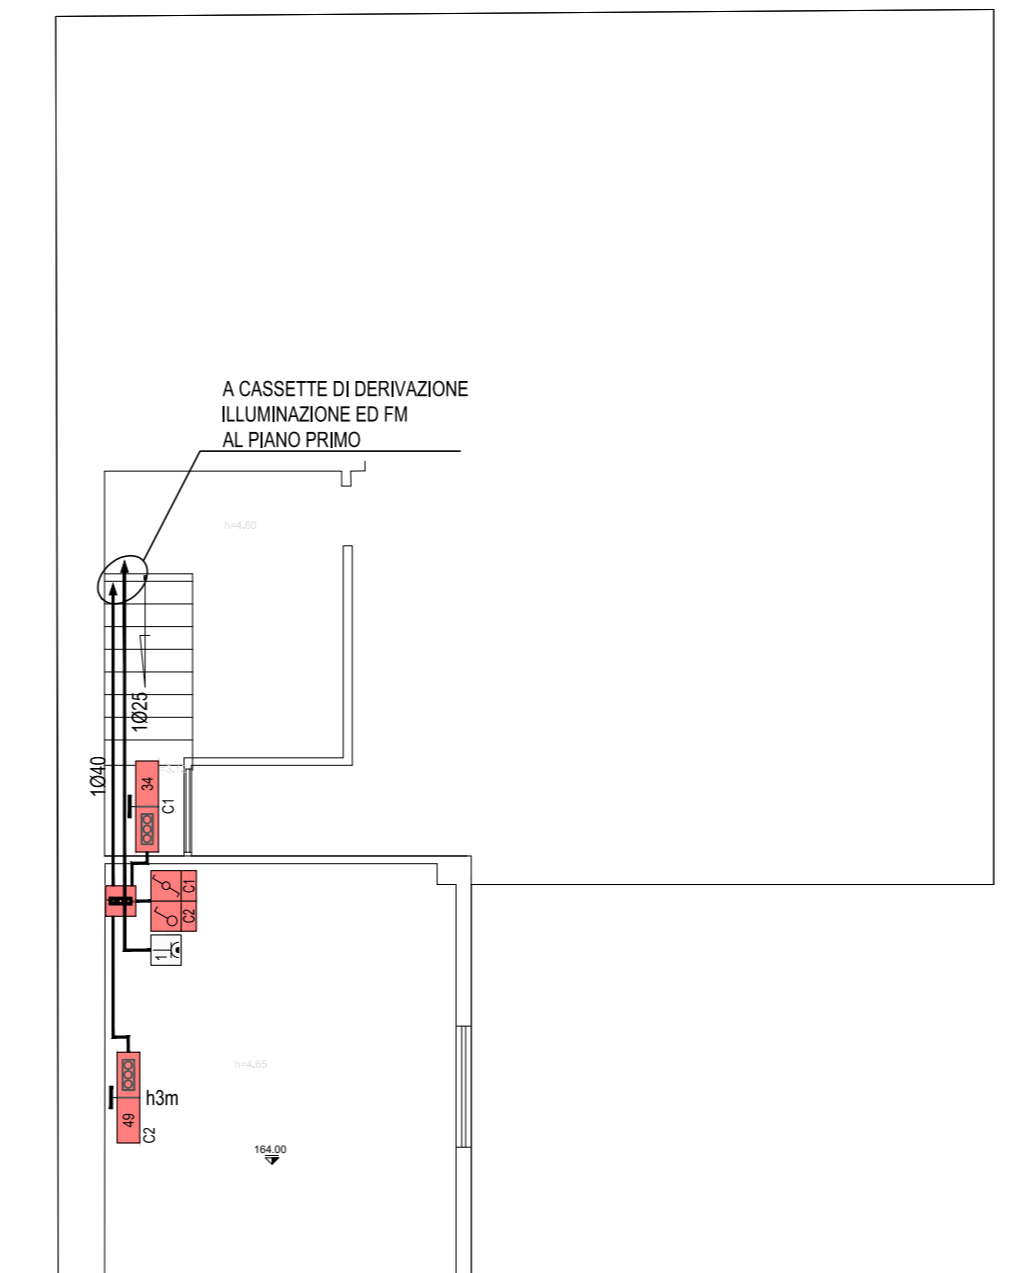 A CASSETTE DI DERIVAZIONE
ILLUMINAZIONE ED FM
AL PIANO PRIMO
h=4.60
1Ø25
1Ø40
34
C1
C1
C2
1
h=4.65
h3m
49
C2
164.00